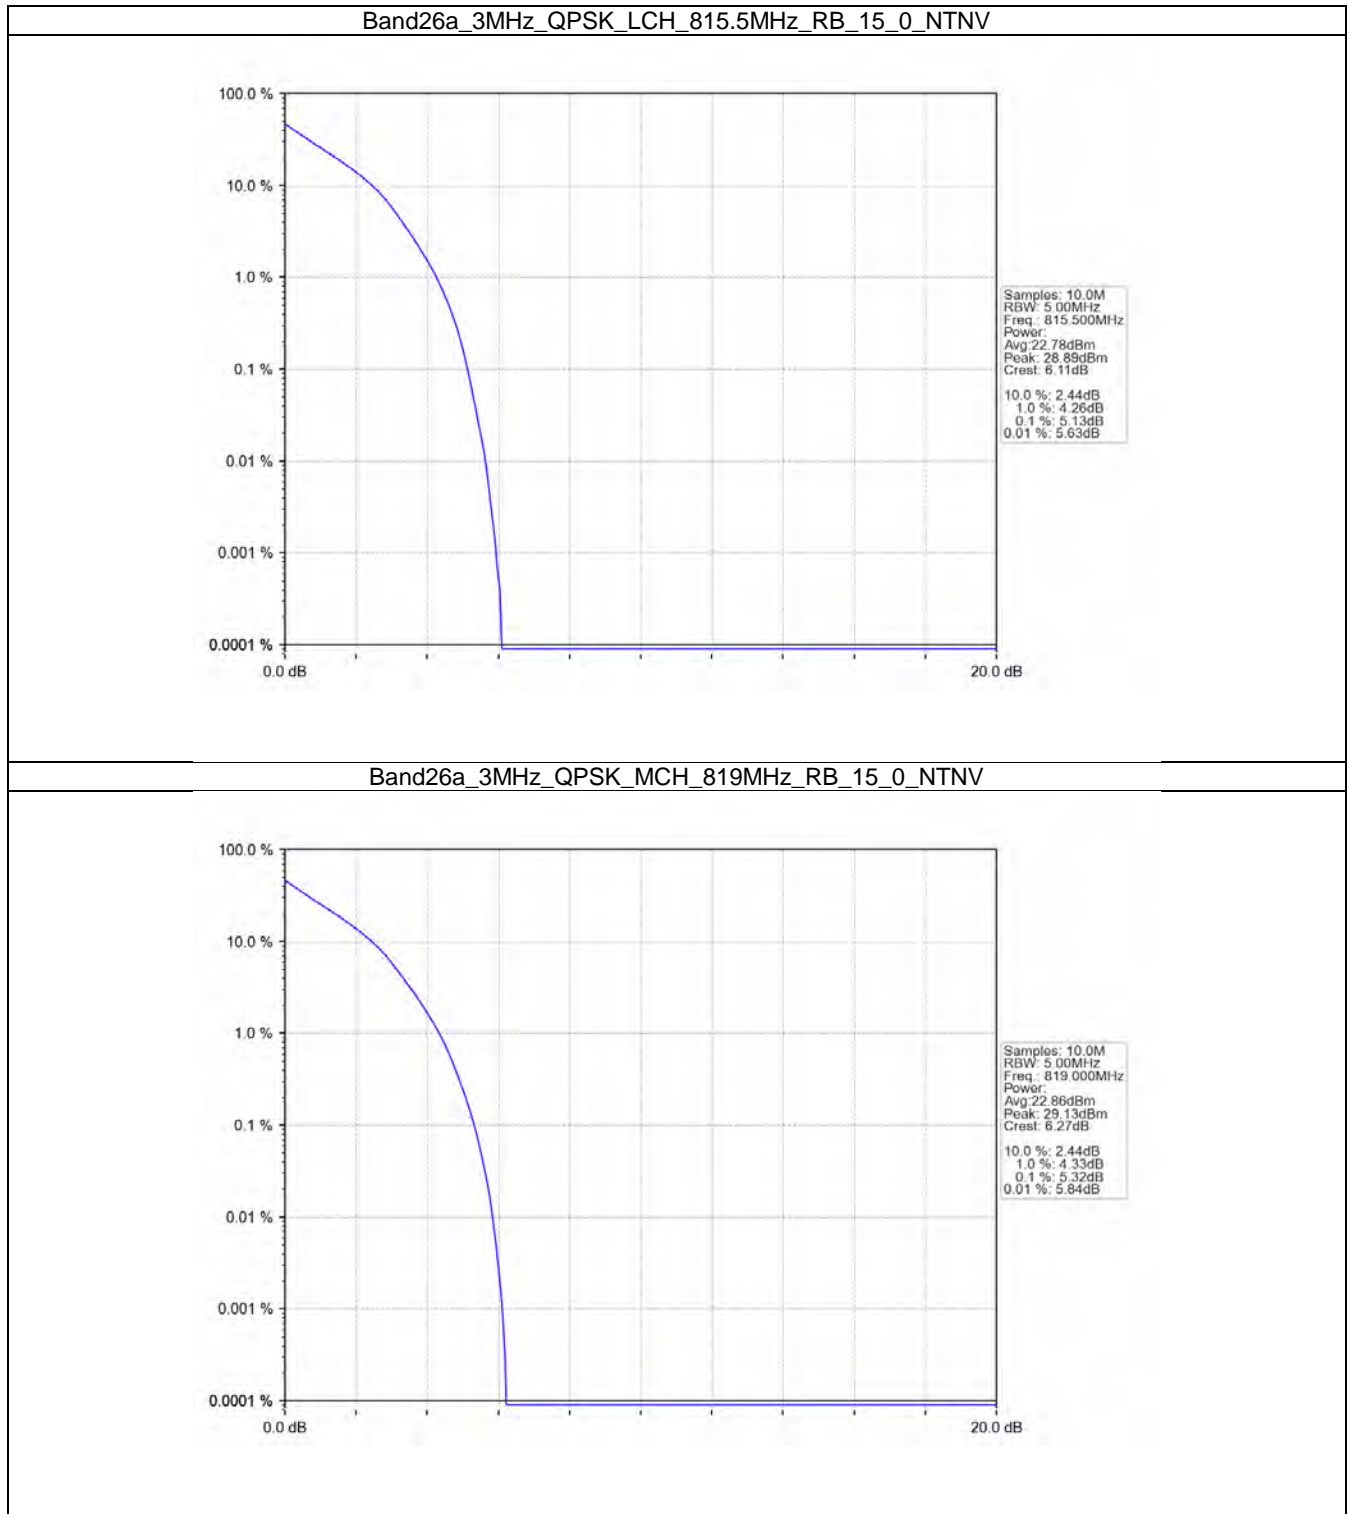 Band26a_3MHz_QPSK_LCH_815.5MHz_RB_15_0_NTNV
100.0 %
10.0 %
1.0 %
0.1 %
0.01 %
0.001 %
0.0001 %
0.0 dB
20.0 dB
Samples: 10.0M
RBW: 5.00MHz
Freq.: 815.500MHz
Power:
Avg:22.78dBm
Peak: 28.89dBm
Crest: 6.11dB
10.0 %: 2.44dB
1.0 %: 4.26dB
0.1 %: 5.13dB
0.01 %: 5.63dB
Band26a_3MHz_QPSK_MCH_819MHz_RB_15_0_NTNV
100.0 %
10.0 %
1.0 %
0.1 %
0.01 %
0.001 %
0.0001 %
0.0 dB
20.0 dB
Samples: 10.0M
RBW: 5.00MHz
Freq.: 819.000MHz
Power:
Avg:22.86dBm
Peak: 29.13dBm
Crest: 6.27dB
10.0 %: 2.44dB
1.0 %: 4.33dB
0.1 %: 5.32dB
0.01 %: 5.84dB